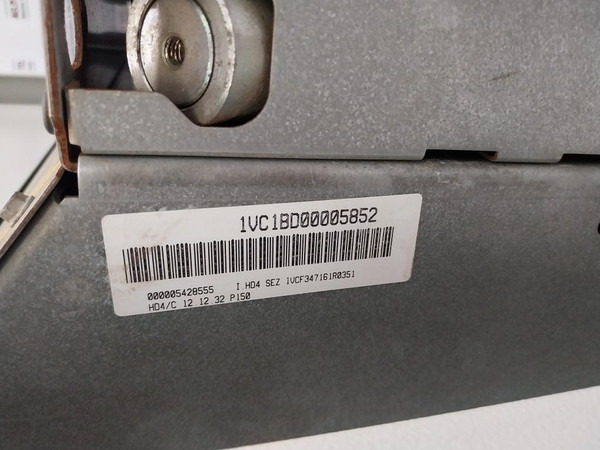 1VC1BD00005852
000005428555 I.HD4 SEZ 1VCF347161R0351
HD4/C 12.12.32 P150